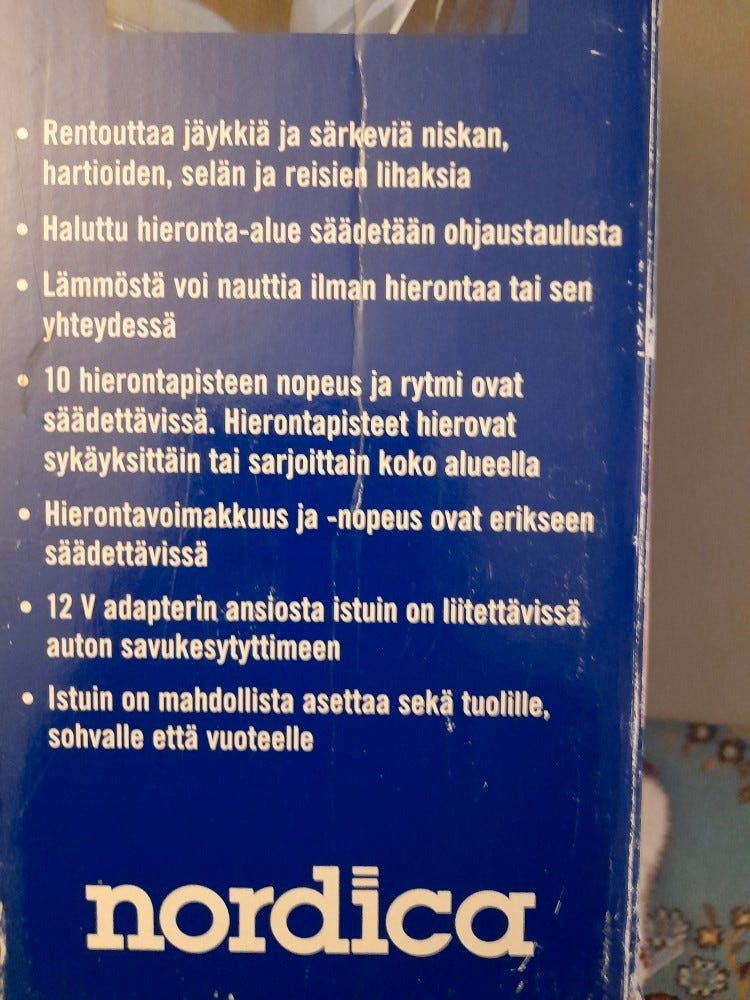 • Rentouttaa jäykkiä ja särkeviä niskan,
hartioiden, selän ja reisien lihaksia
• Haluttu hieronta-alue säädetään ohjaustaulusta
• Lämmöstä voi nauttia ilman hierontaa tai sen
yhteydessä
• 10 hierontapisteen nopeus ja rytmi ovat
säädettävissä. Hierontapisteet hierovat
sykäyksittäin tai sarjoittain koko alueella
• Hierontavoimakkuus ja -nopeus ovat erikseen
säädettävissä
• 12 V adapterin ansiosta istuin on liitettävissä
auton savukesytyttimeen
• Istuin on mahdollista asettaa sekä tuolille,
sohvalle että vuoteelle
nordica